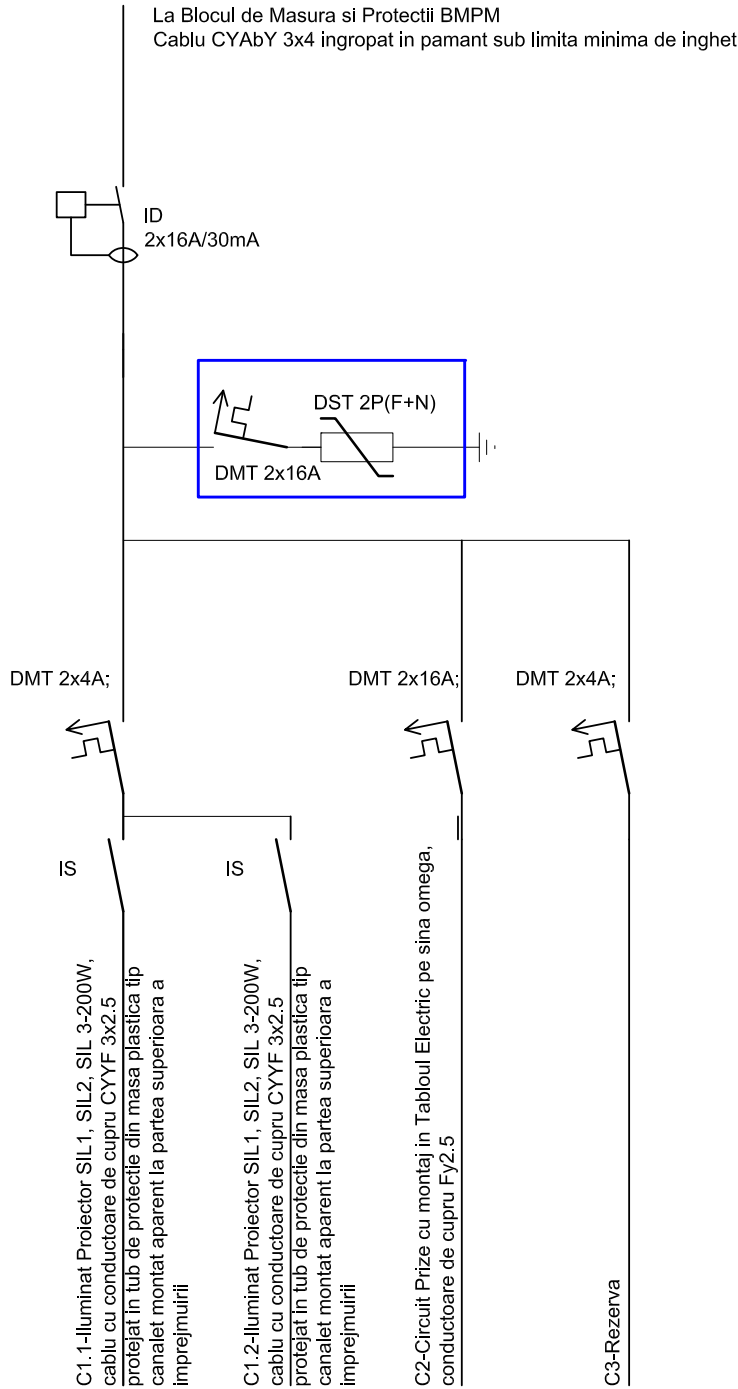 La Blocul de Masura si Protectii BMPM
Cablu CYAbY 3x4 ingropat in pamant sub limita minima de inghet
ID
2x16A/30mA
DST 2P(F+N)
DMT 2x16A
DMT 2x4A;
DMT 2x16A;
DMT 2x4A;
IS
IS
C1.1-Iluminat Proiector SIL1, SIL2, SIL 3-200W,
cablu cu conductoare de cupru CYYF 3x2.5
protejat in tub de protectie din masa plastica tip
canalet montat aparent la partea superioara a
imprejmuirii
C1.2-Iluminat Proiector SIL1, SIL2, SIL 3-200W,
cablu cu conductoare de cupru CYYF 3x2.5
protejat in tub de protectie din masa plastica tip
canalet montat aparent la partea superioara a
imprejmuirii
C2-Circuit Prize cu montaj in Tabloul Electric pe sina omega,
conductoare de cupru Fy2.5
C3-Rezerva